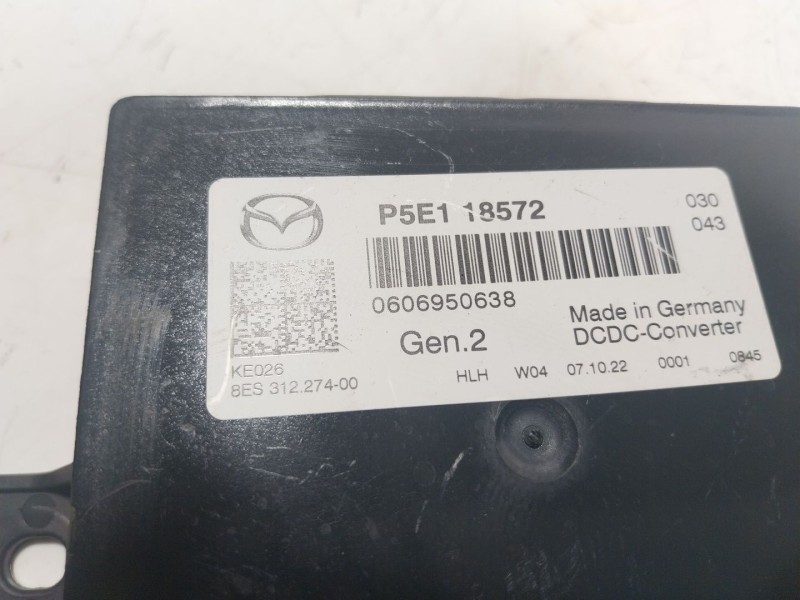 P5E1 18572
030
043
0606950638
Made in Germany
Gen.2
DCDC-Converter
KE026
8ES 312.274-00
HLH W04 07.10.22 0001 0845